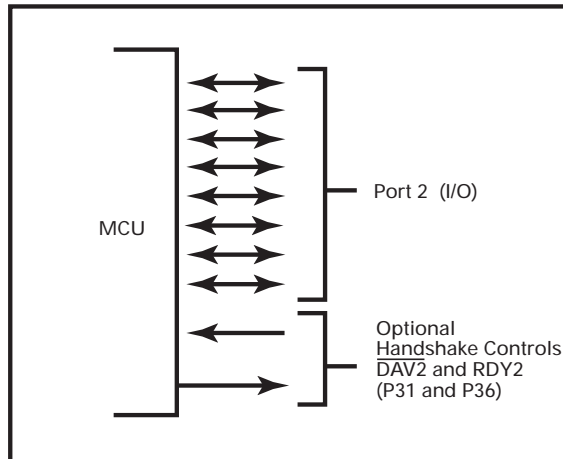 MCU
Port 2 (I/O)
Optional
Handshake Controls
DAV2 and RDY2
(P31 and P36)